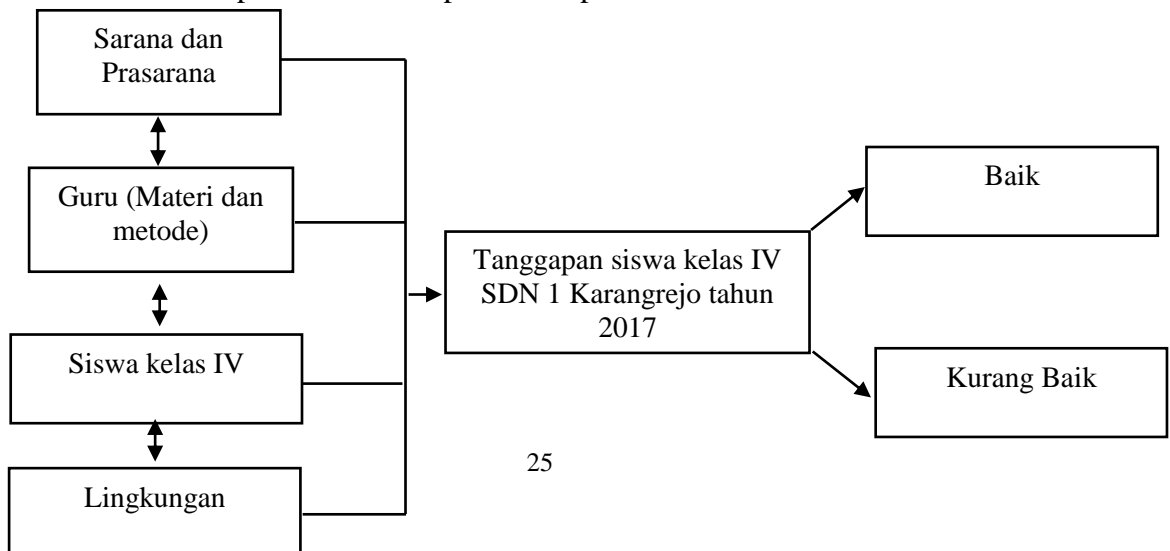 Sarana dan
Prasarana
Guru (Materi dan
metode)
Siswa kelas IV
Lingkungan
Tanggapan siswa kelas IV
SDN 1 Karangrejo tahun
2017
Baik
Kurang Baik
25